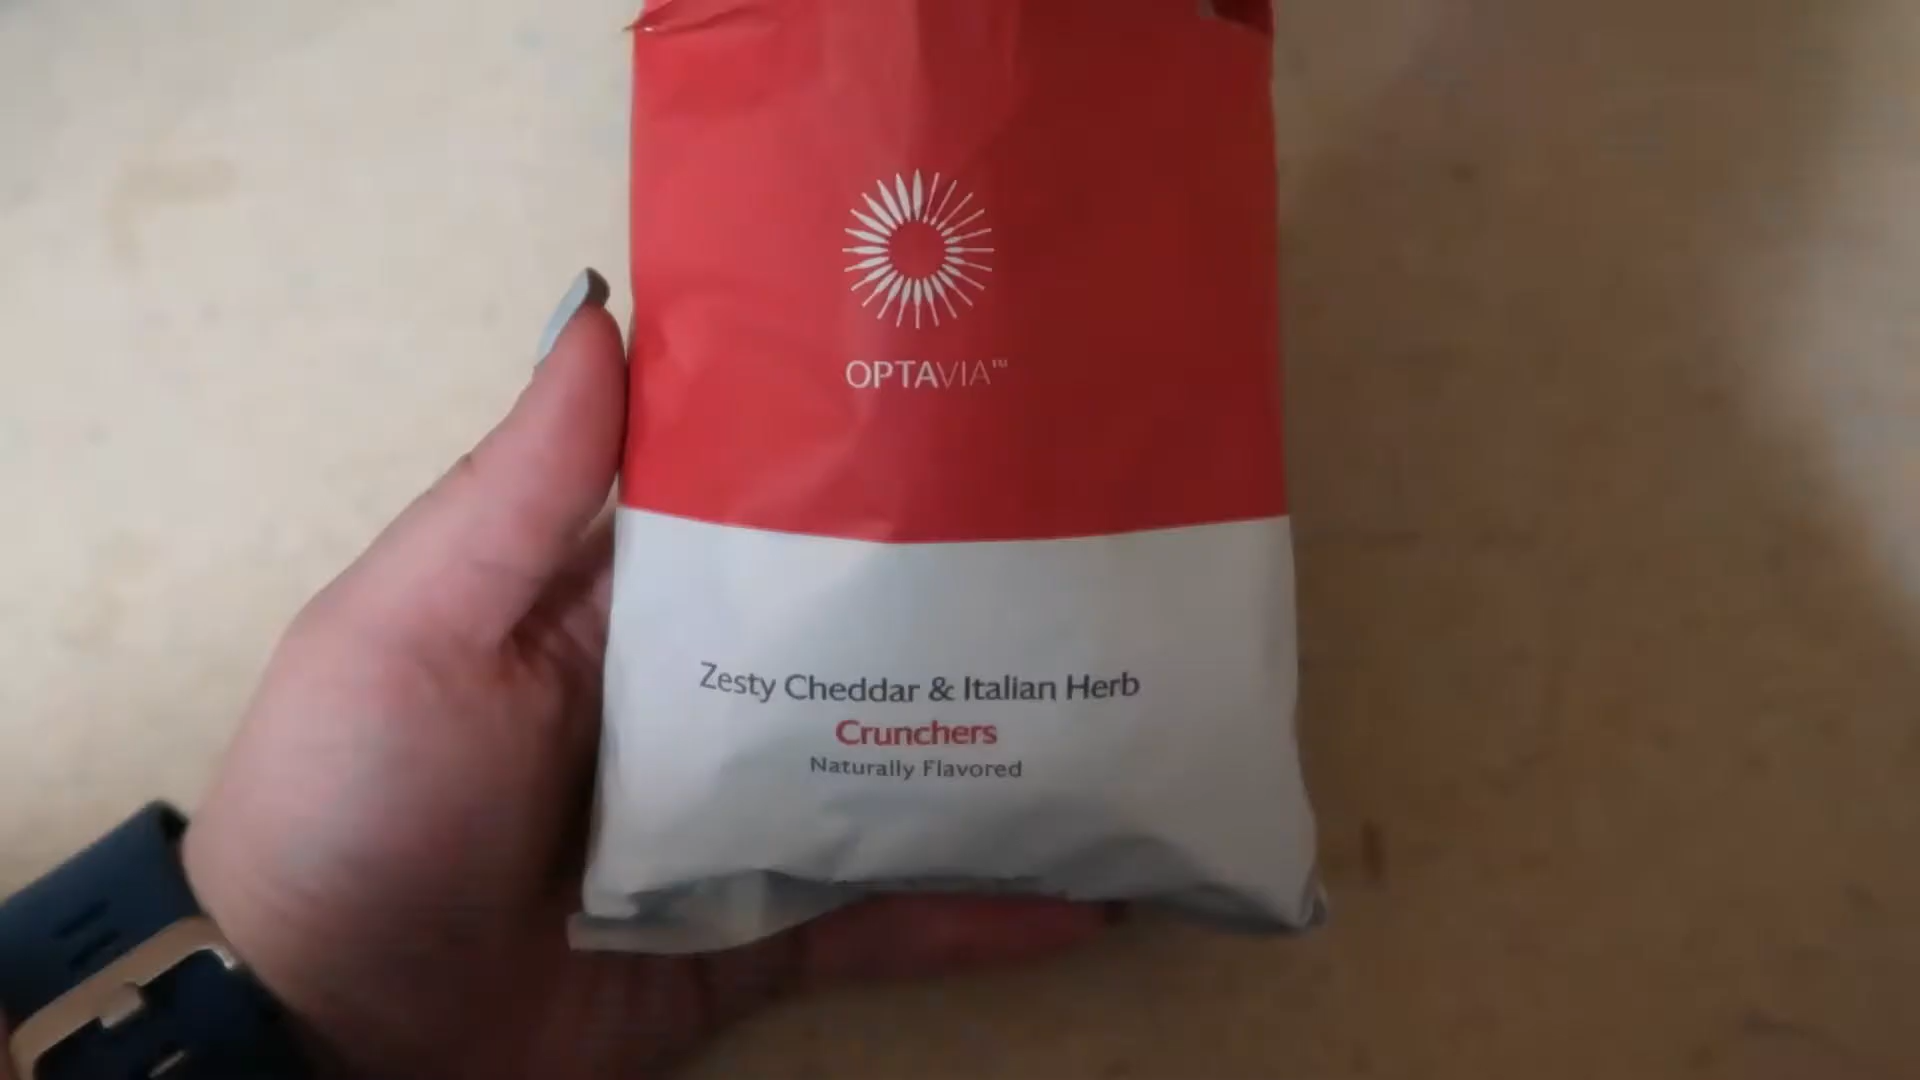 OPTAVIA™
Zesty Cheddar & Italian Herb
Crunchers
Naturally Flavored